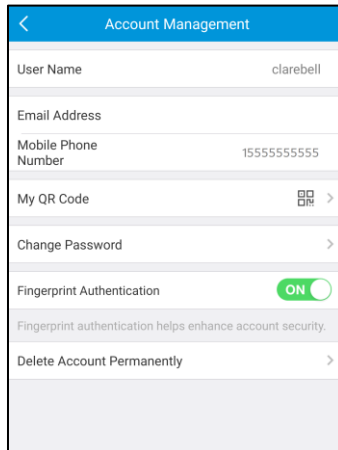 Account Management
User Name clarebell
Email Address
Mobile Phone
Number 15555555555
My QR Code
Change Password
Fingerprint Authentication ON
Fingerprint authentication helps enhance account security.
Delete Account Permanently